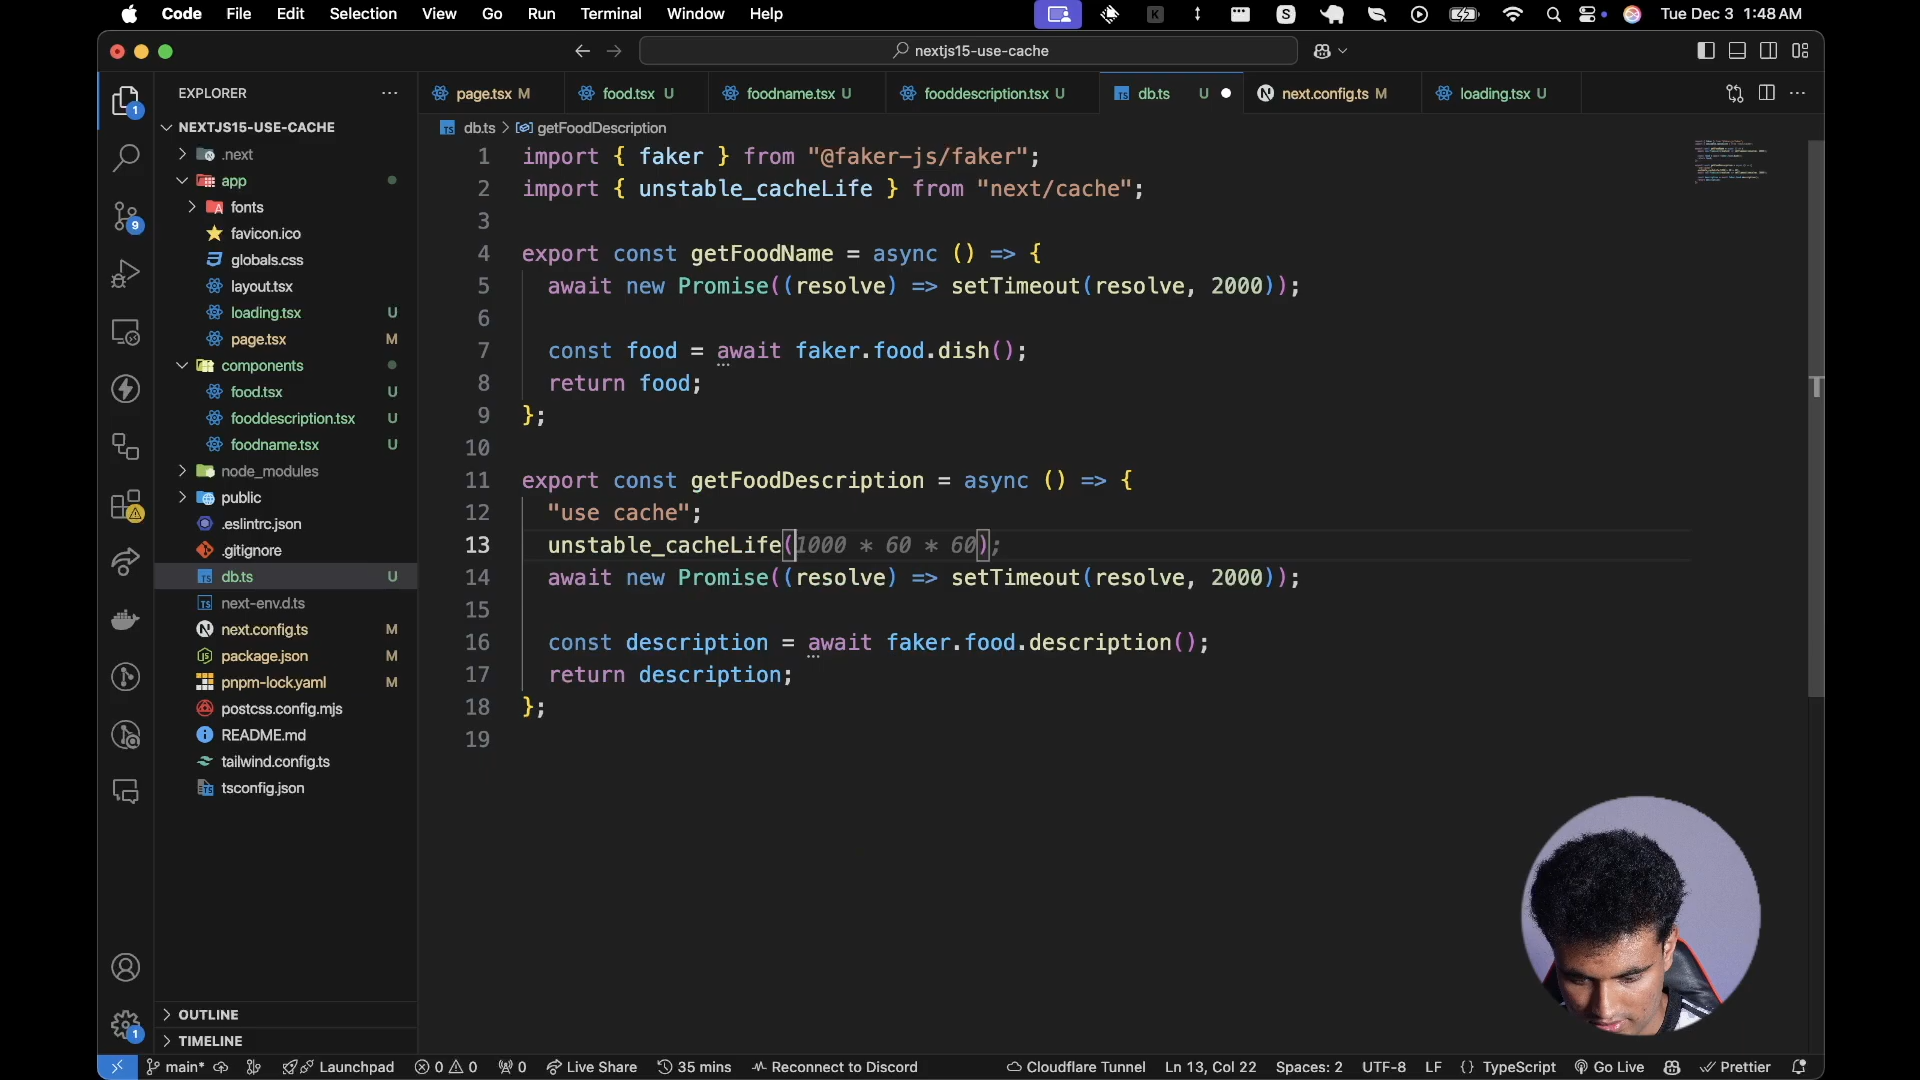 Code File Edit Selection View Go Run Terminal Window Help K S Tue Dec 3 1:48 AM
nextjs15-use-cache
EXPLORER
page.tsx M food.tsx U foodname.tsx U fooddescription.tsx U db.ts U next.config.ts M loading.tsx U
db.ts > getFoodDescription
NEXTJS15-USE-CACHE
.next
app
fonts
favicon.ico
globals.css
layout.tsx
loading.tsx U
page.tsx M
components
food.tsx U
fooddescription.tsx U
foodname.tsx U
node_modules
public
.eslintrc.json
.gitignore
db.ts U
next-env.d.ts
next.config.ts M
package.json M
pnpm-lock.yaml M
postcss.config.mjs
README.md
tailwind.config.ts
tsconfig.json
OUTLINE
TIMELINE
1
9
1
1 import { faker } from "@faker-js/faker";
2 import { unstable_cacheLife } from "next/cache";
3
4 export const getFoodName = async () => {
5 await new Promise((resolve) => setTimeout(resolve, 2000));
6
7 const food = await faker.food.dish();
8 return food;
9 };
10
11 export const getFoodDescription = async () => {
12 "use cache";
13 unstable_cacheLife(1000 * 60 * 60);
14 await new Promise((resolve) => setTimeout(resolve, 2000));
15
16 const description = await faker.food.description();
17 return description;
18 };
19
main* Launchpad 0 0 0 Live Share 35 mins Reconnect to Discord Cloudflare Tunnel Ln 13, Col 22 Spaces: 2 UTF-8 LF {} TypeScript Go Live Prettier